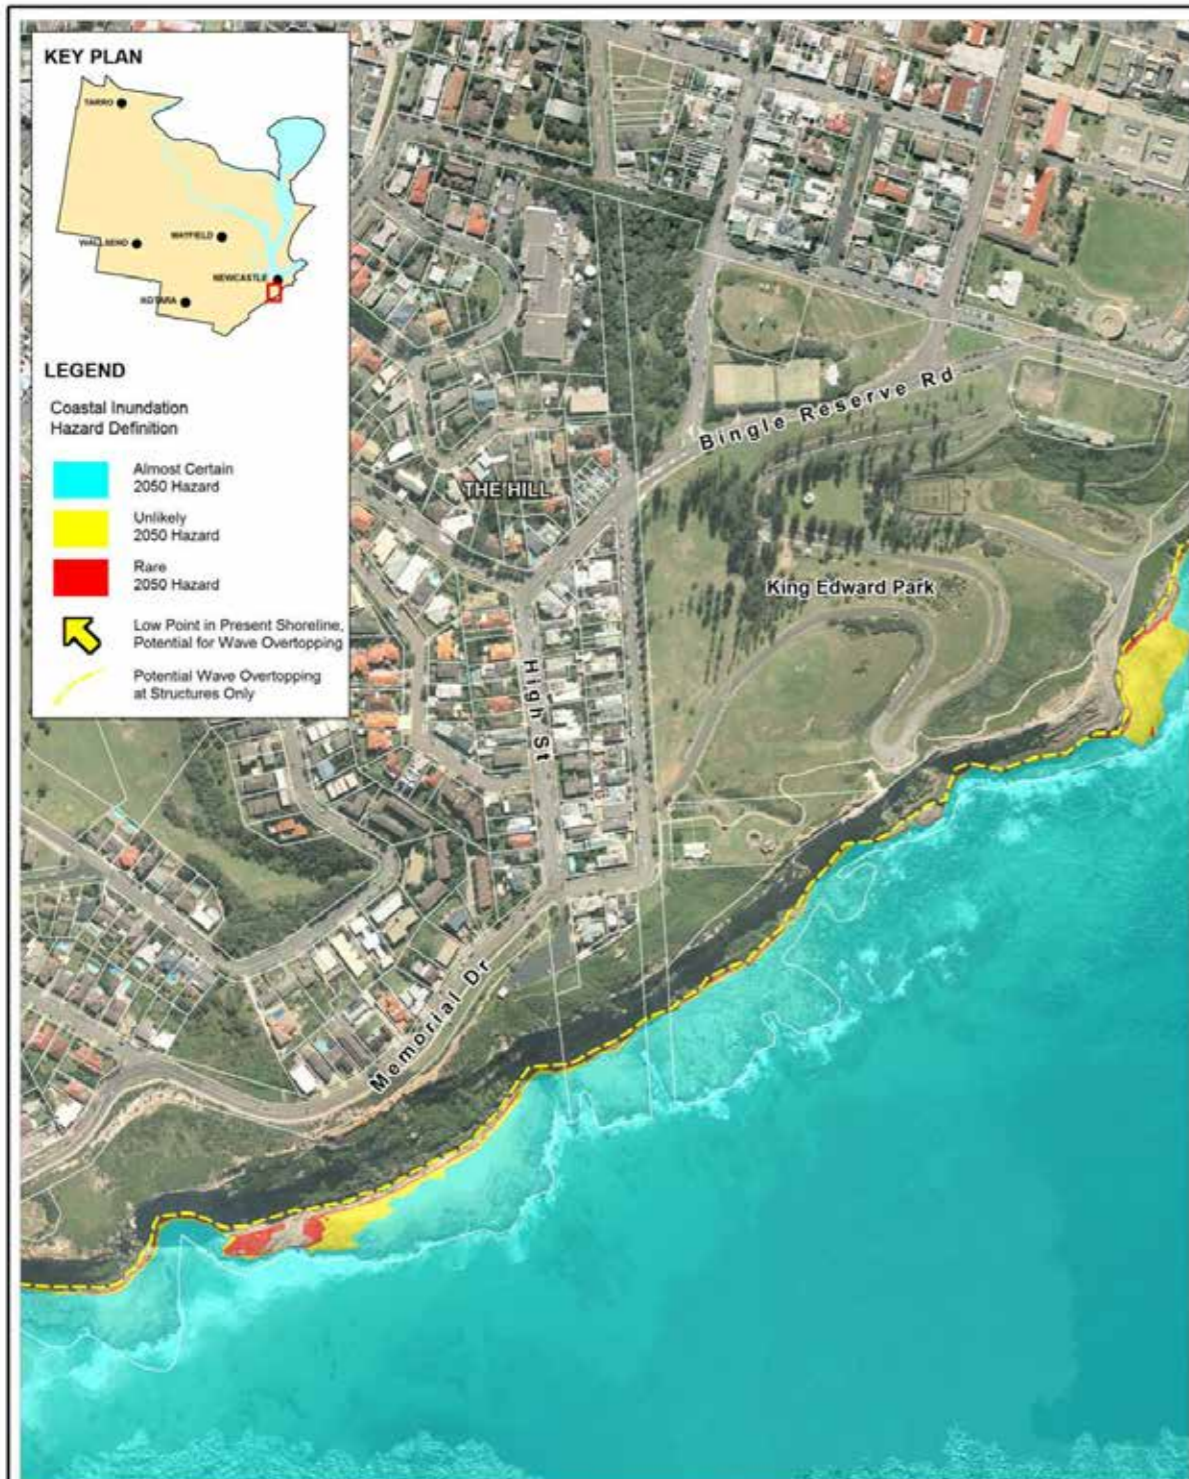 KEY PLAN
TARRO
WALLSEND
MAYFIELD
NEWCASTLE
KOTARA
LEGEND
Coastal Inundation
Hazard Definition
Almost Certain
2050 Hazard
Unlikely
2050 Hazard
Rare
2050 Hazard
Low Point in Present Shoreline,
Potential for Wave Overtopping
Potential Wave Overtopping
at Structures Only
Bingle Reserve Rd
THE HILL
King Edward Park
High St
Memorial Dr